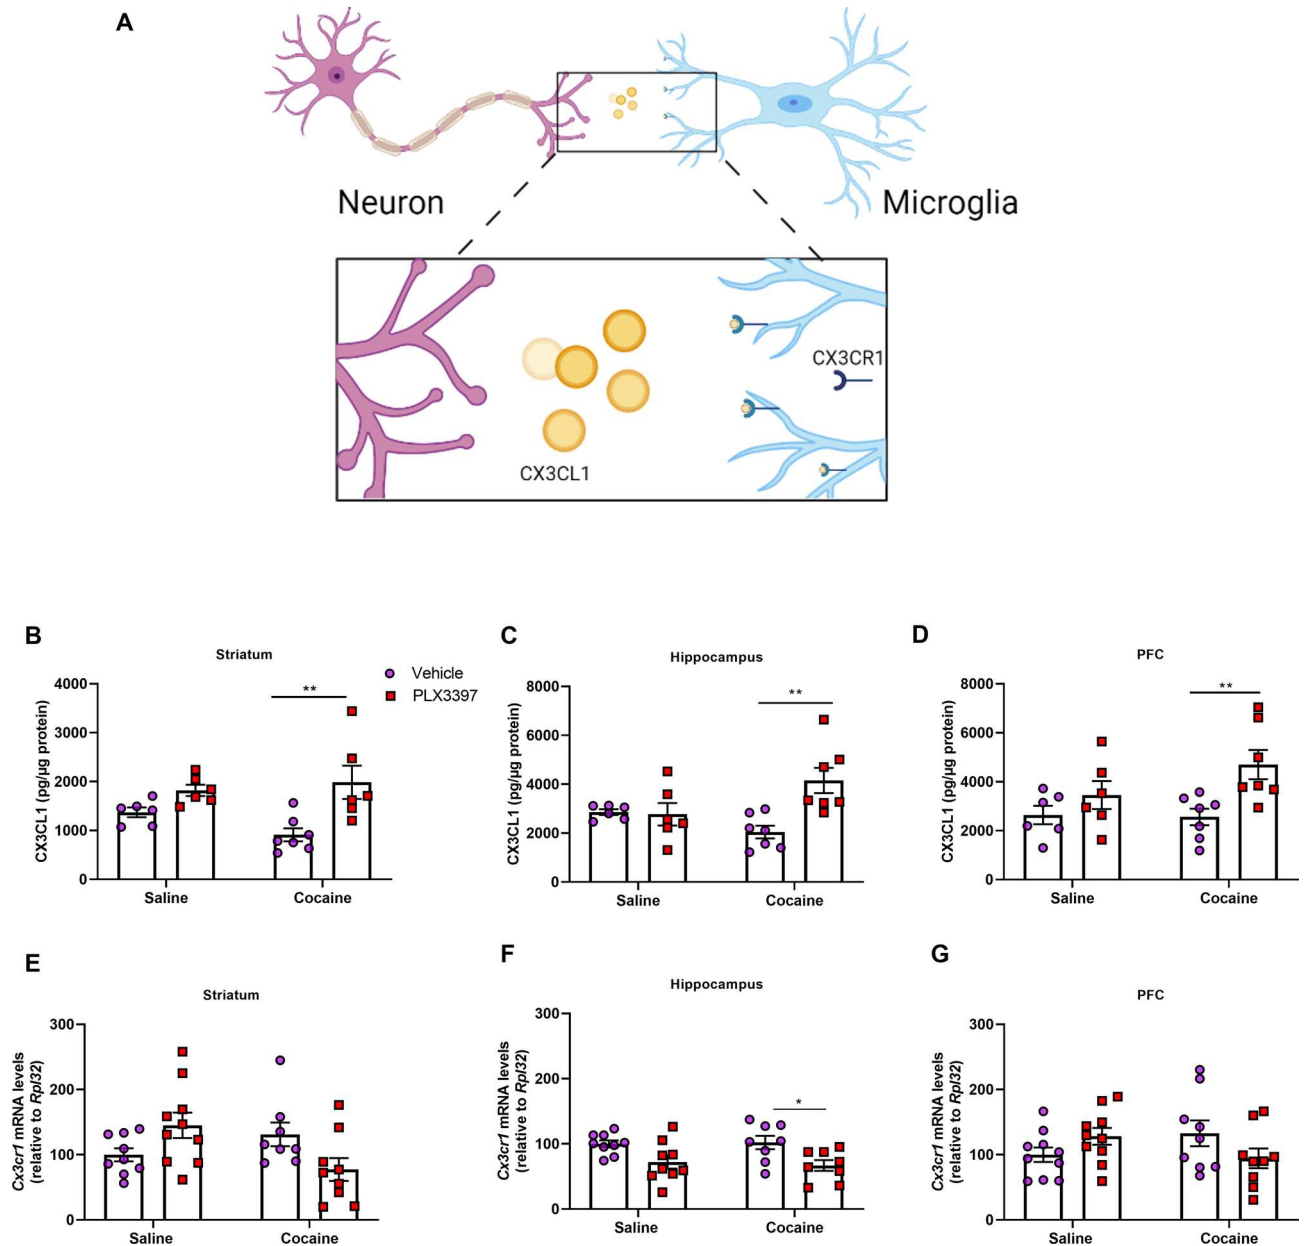 A
Neuron
Microglia
CX3CR1
CX3CL1
B
Striatum
Vehicle
PLX3397
CX3CL1 (pg/µg protein)
4000
3000
2000
1000
0
**
Saline
Cocaine
C
Hippocampus
CX3CL1 (pg/µg protein)
8000
6000
4000
2000
0
**
Saline
Cocaine
D
PFC
CX3CL1 (pg/µg protein)
8000
6000
4000
2000
0
**
Saline
Cocaine
E
Striatum
Cx3cr1 mRNA levels
(relative to Rpl32)
300
200
100
0
Saline
Cocaine
F
Hippocampus
Cx3cr1 mRNA levels
(relative to Rpl32)
300
200
100
0
*
Saline
Cocaine
G
PFC
Cx3cr1 mRNA levels
(relative to Rpl32)
300
200
100
0
Saline
Cocaine